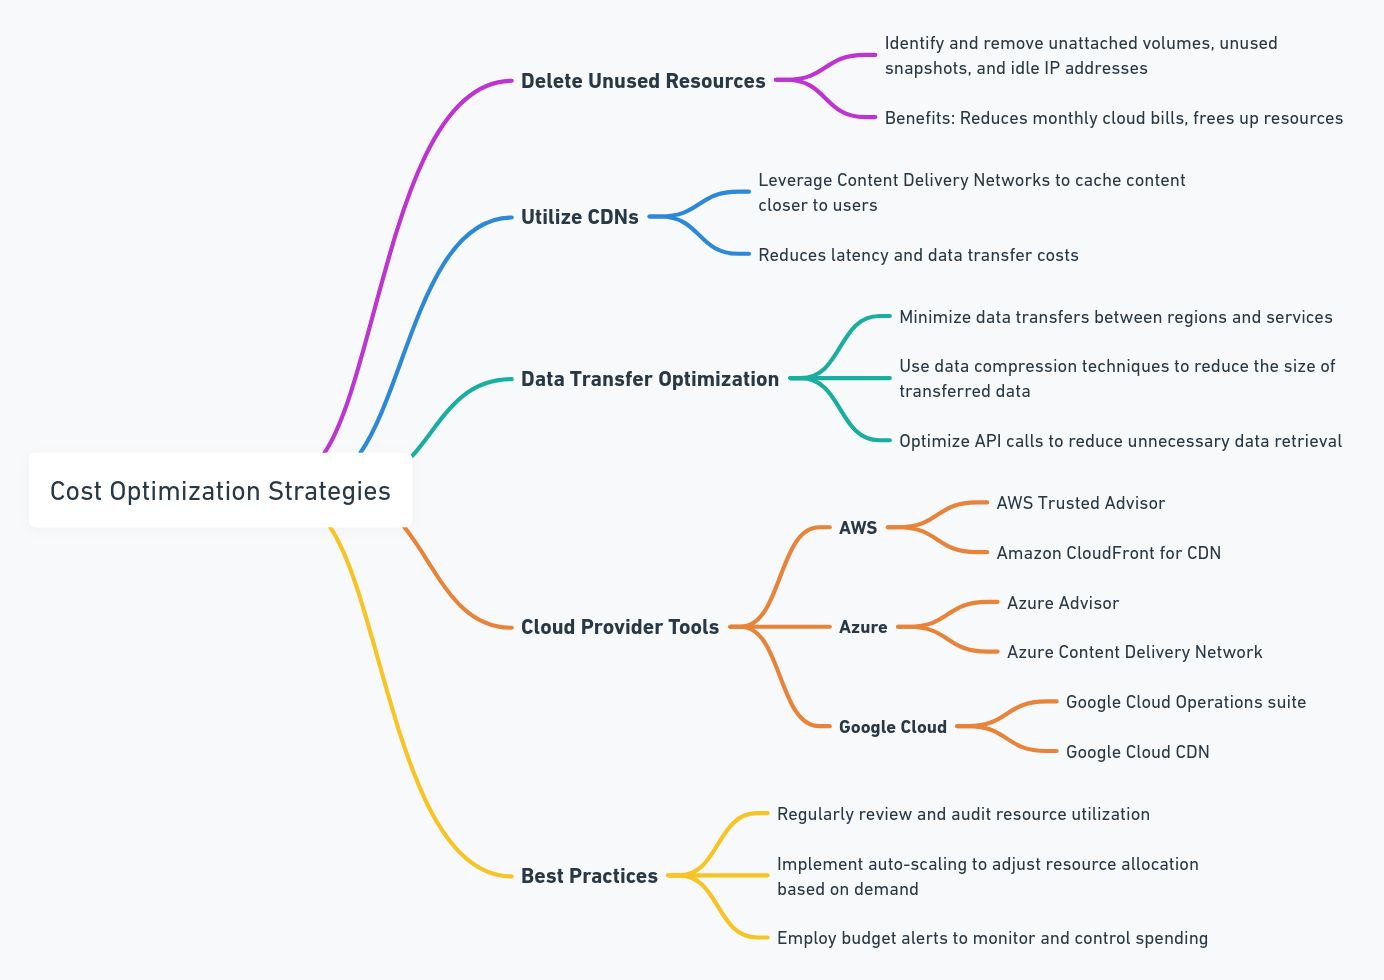 Identify and remove unattached volumes, unused
snapshots, and idle IP addresses
Delete Unused Resources
Benefits: Reduces monthly cloud bills, frees up resources
Leverage Content Delivery Networks to cache content
closer to users
Utilize CDNs
Reduces latency and data transfer costs
Minimize data transfers between regions and services
Use data compression techniques to reduce the size of
transferred data
Data Transfer Optimization
Optimize API calls to reduce unnecessary data retrieval
Cost Optimization Strategies
AWS Trusted Advisor
AWS
Amazon CloudFront for CDN
Azure Advisor
Cloud Provider Tools
Azure
Azure Content Delivery Network
Google Cloud Operations suite
Google Cloud
Google Cloud CDN
Regularly review and audit resource utilization
Implement auto-scaling to adjust resource allocation
based on demand
Best Practices
Employ budget alerts to monitor and control spending